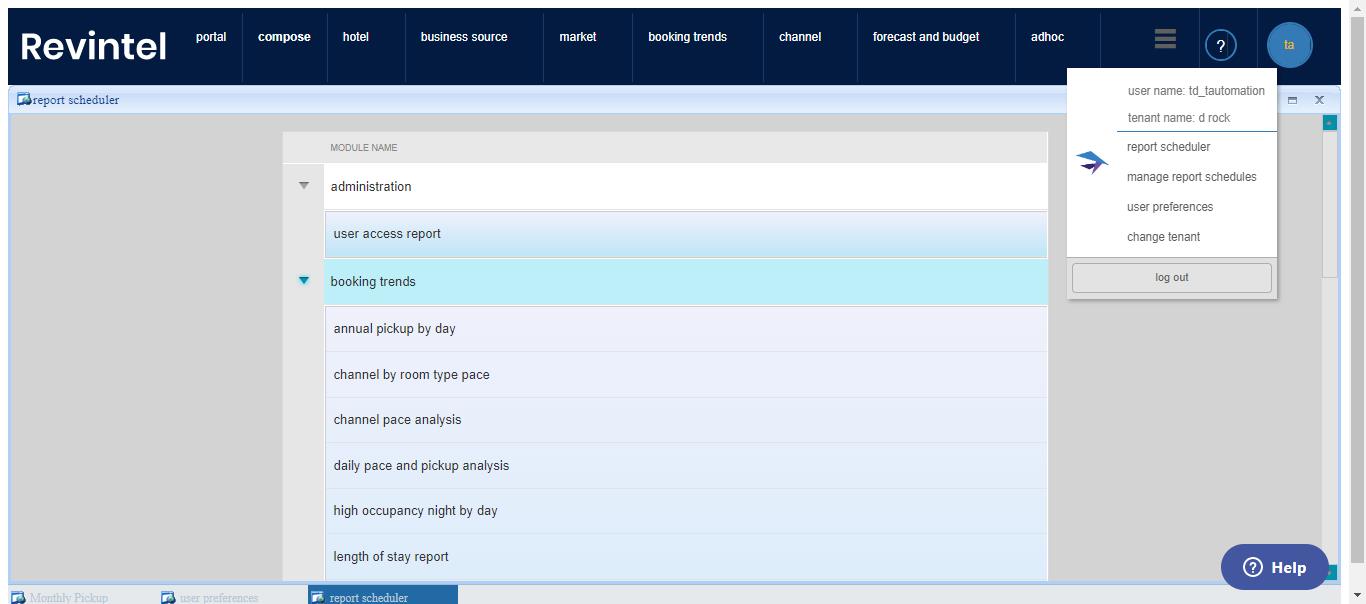 Revintel
portal
compose
hotel
business source
market
booking trends
channel
forecast and budget
adhoc
?
ta
report scheduler
user name: td_tautomation
tenant name: d rock
report scheduler
manage report schedules
user preferences
change tenant
log out
MODULE NAME
administration
user access report
booking trends
annual pickup by day
channel by room type pace
channel pace analysis
daily pace and pickup analysis
high occupancy night by day
length of stay report
? Help
Monthly Pickup
user preferences
report scheduler